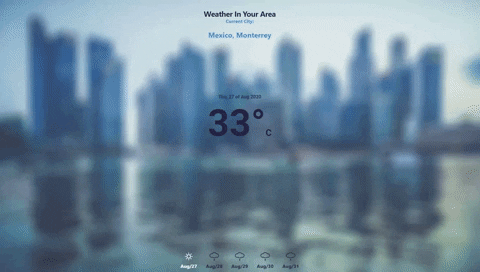 Weather In Your Area
Current City:
Mexico, Monterrey
Thu, 27 of Aug 2020
33°
C
Aug/27 Aug/28 Aug/29 Aug/30 Aug/31